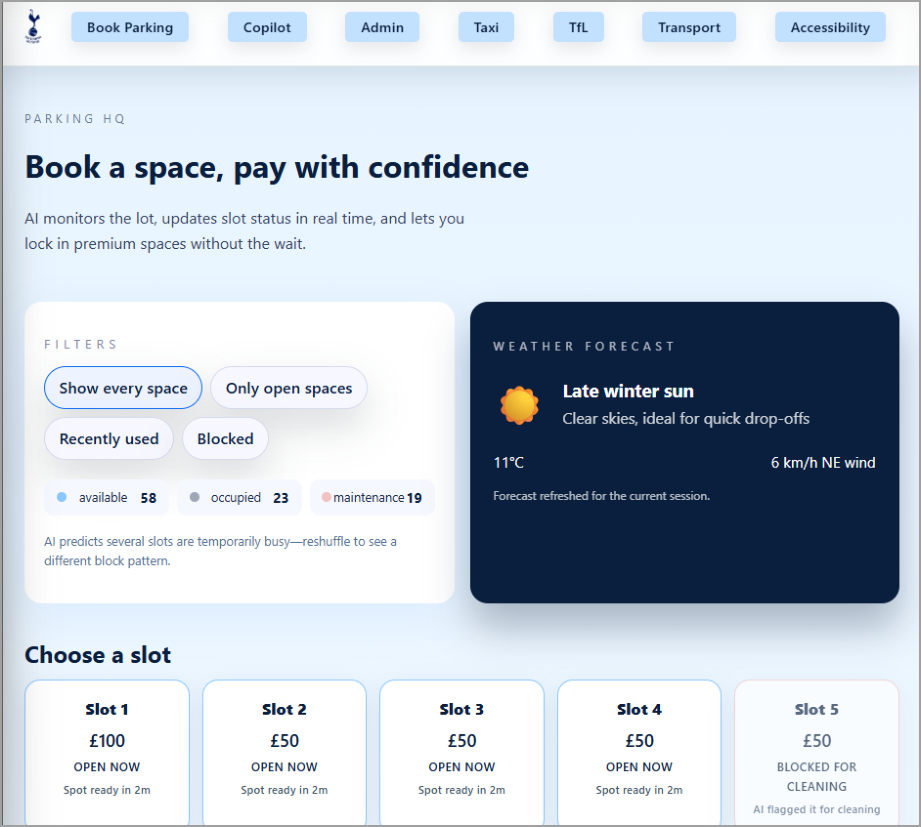 Book Parking
Copilot
Admin
Taxi
TfL
Transport
Accessibility
PARKING HQ
Book a space, pay with confidence
AI monitors the lot, updates slot status in real time, and lets you
lock in premium spaces without the wait.
FILTERS
Show every space
Only open spaces
Recently used
Blocked
available 58
occupied 23
maintenance 19
AI predicts several slots are temporarily busy—reshuffle to see a
different block pattern.
WEATHER FORECAST
Late winter sun
Clear skies, ideal for quick drop-offs
11°C
6 km/h NE wind
Forecast refreshed for the current session.
Choose a slot
Slot 1
£100
OPEN NOW
Spot ready in 2m
Slot 2
£50
OPEN NOW
Spot ready in 2m
Slot 3
£50
OPEN NOW
Spot ready in 2m
Slot 4
£50
OPEN NOW
Spot ready in 2m
Slot 5
£50
BLOCKED FOR
CLEANING
AI flagged it for cleaning